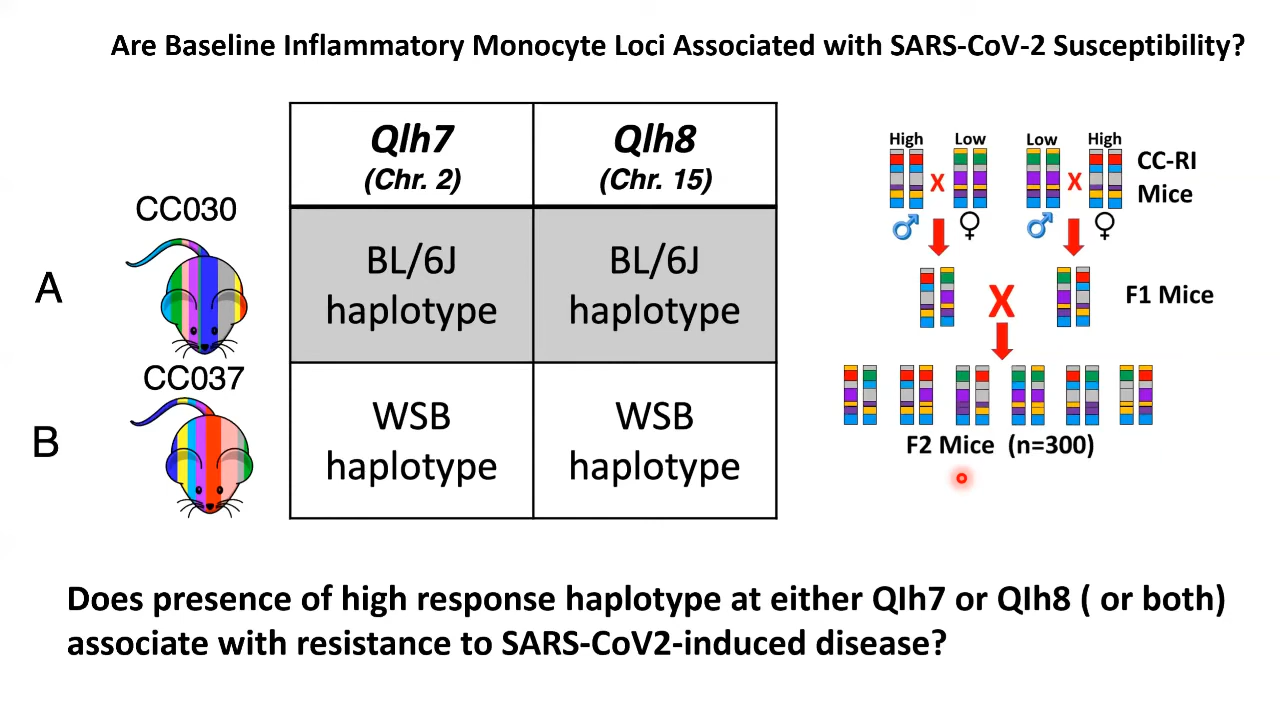 Are Baseline Inflammatory Monocyte Loci Associated with SARS-CoV-2 Susceptibility?
Qlh7
(Chr. 2)
Qlh8
(Chr. 15)
A
CC030
BL/6J
haplotype
BL/6J
haplotype
B
CC037
WSB
haplotype
WSB
haplotype
High
Low
Low
High
X
X
CC-RI
Mice
♂
♀
♂
♀
X
F1 Mice
F2 Mice (n=300)
Does presence of high response haplotype at either QIh7 or QIh8 ( or both)
associate with resistance to SARS-CoV2-induced disease?